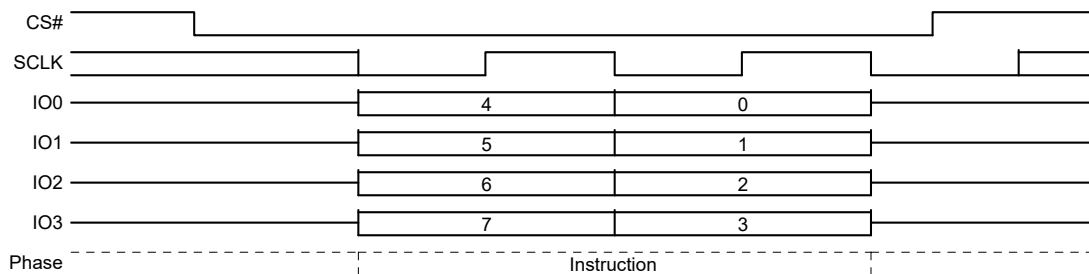 CS#
SCLK
IO0 4 0
IO1 5 1
IO2 6 2
IO3 7 3
Phase Instruction